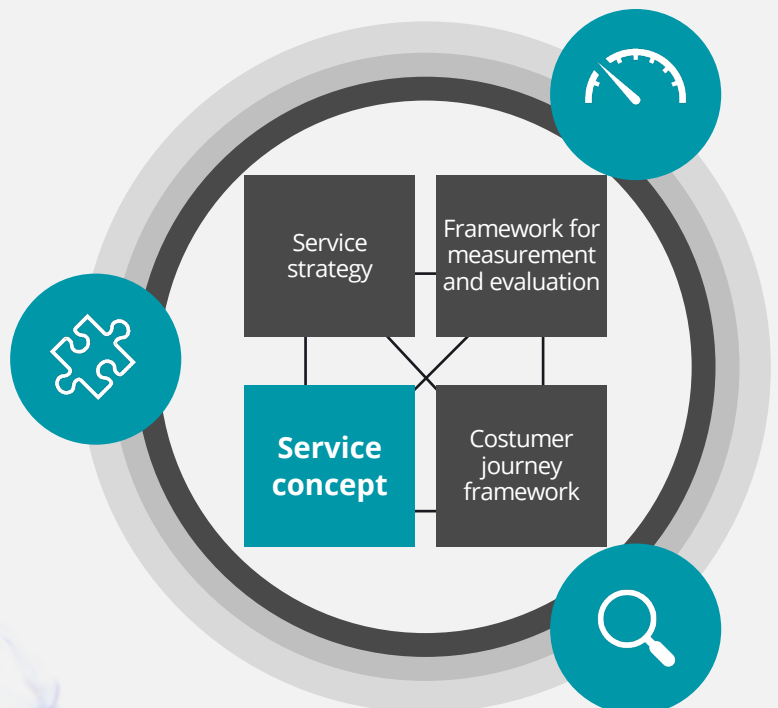 Service
strategy
Framework for
measurement
and evaluation
Service
concept
Costumer
journey
framework